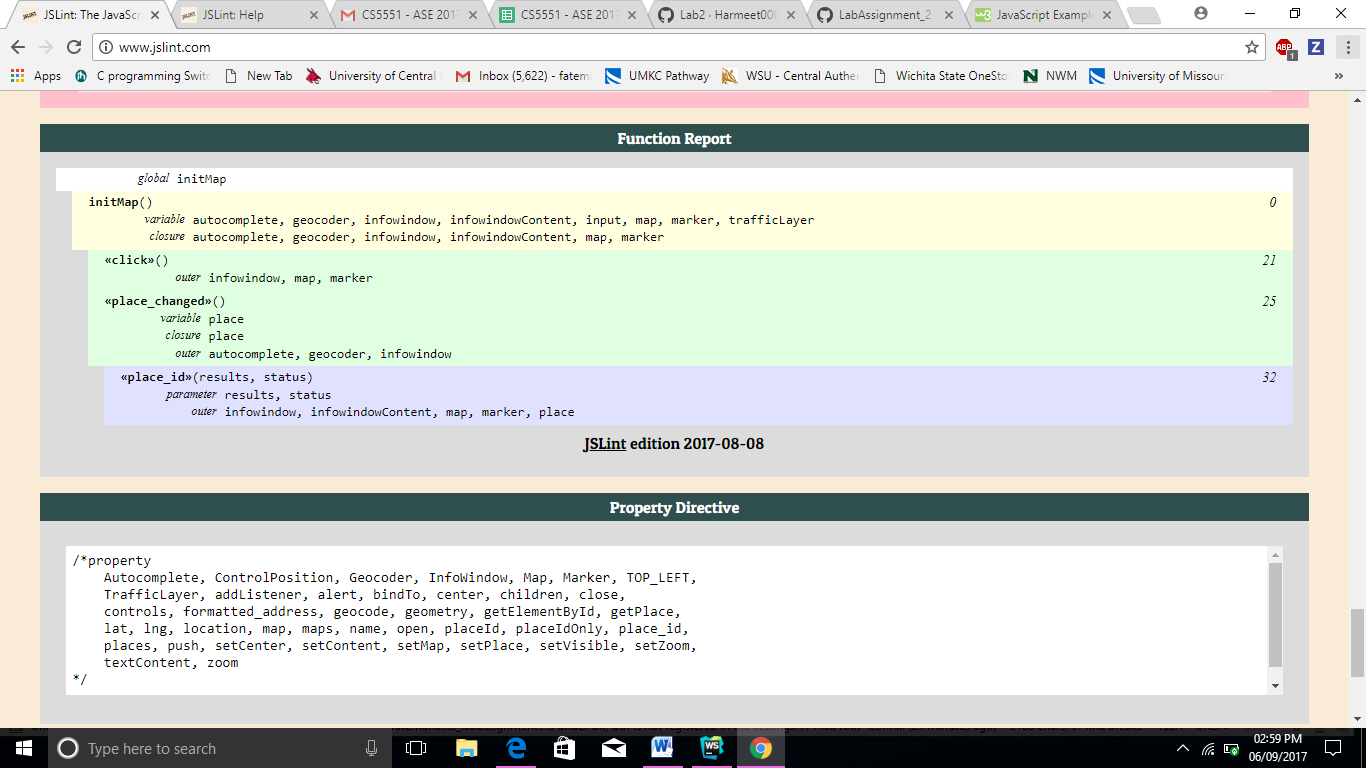 JSLint: The JavaScr
JSLint: Help
CS5551 - ASE 2017
CS5551 - ASE 2017
Lab2 · Harmeet000
LabAssignment_2
JavaScript Example
www.jslint.com
ABP
1
Z
Apps
C programming Switc
New Tab
University of Central
Inbox (5,622) - fatema
UMKC Pathway
WSU - Central Authe
Wichita State OneSto
NWM
University of Missour
»
Function Report
global initMap
initMap() 0
variable autocomplete, geocoder, infowindow, infowindowContent, input, map, marker, trafficLayer
closure autocomplete, geocoder, infowindow, infowindowContent, map, marker
«click»() 21
outer infowindow, map, marker
«place_changed»() 25
variable place
closure place
outer autocomplete, geocoder, infowindow
«place_id»(results, status) 32
parameter results, status
outer infowindow, infowindowContent, map, marker, place
JSLint edition 2017-08-08
Property Directive
/*property
Autocomplete, ControlPosition, Geocoder, InfoWindow, Map, Marker, TOP_LEFT,
TrafficLayer, addListener, alert, bindTo, center, children, close,
controls, formatted_address, geocode, geometry, getElementById, getPlace,
lat, lng, location, map, maps, name, open, placeId, placeIdOnly, place_id,
places, push, setCenter, setContent, setMap, setPlace, setVisible, setZoom,
textContent, zoom
*/
Type here to search
02:59 PM
06/09/2017